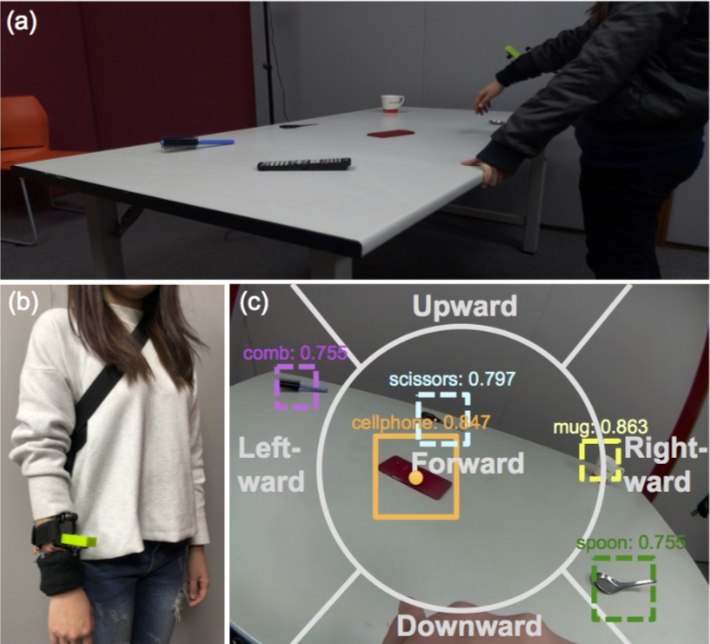 (a)
(b)
(c)
Upward
comb: 0.755
scissors: 0.797
cellphone: 0.847
mug: 0.863
Left-
ward
Forward
Right-
ward
spoon: 0.755
Downward